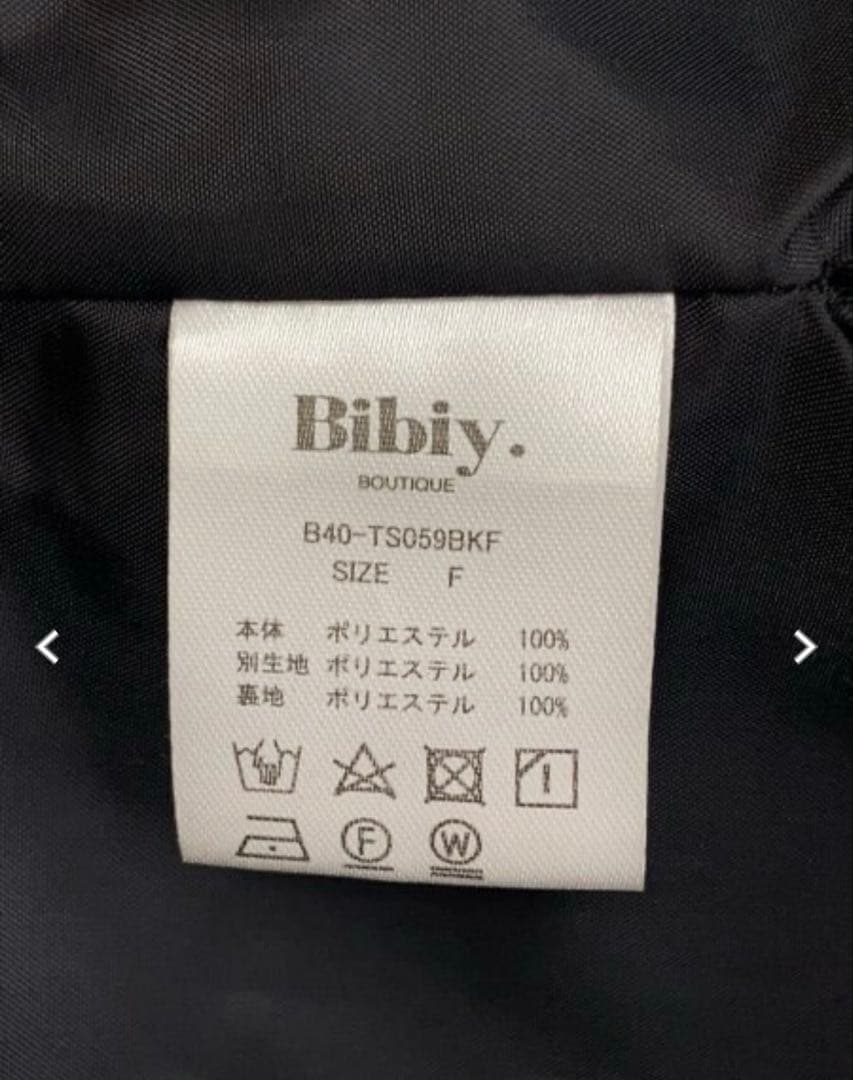 Bibiy.
BOUTIQUE
B40-TS059BKF
SIZE F
本体 ポリエステル 100%
別生地 ポリエステル 100%
裏地 ポリエステル 100%
F W